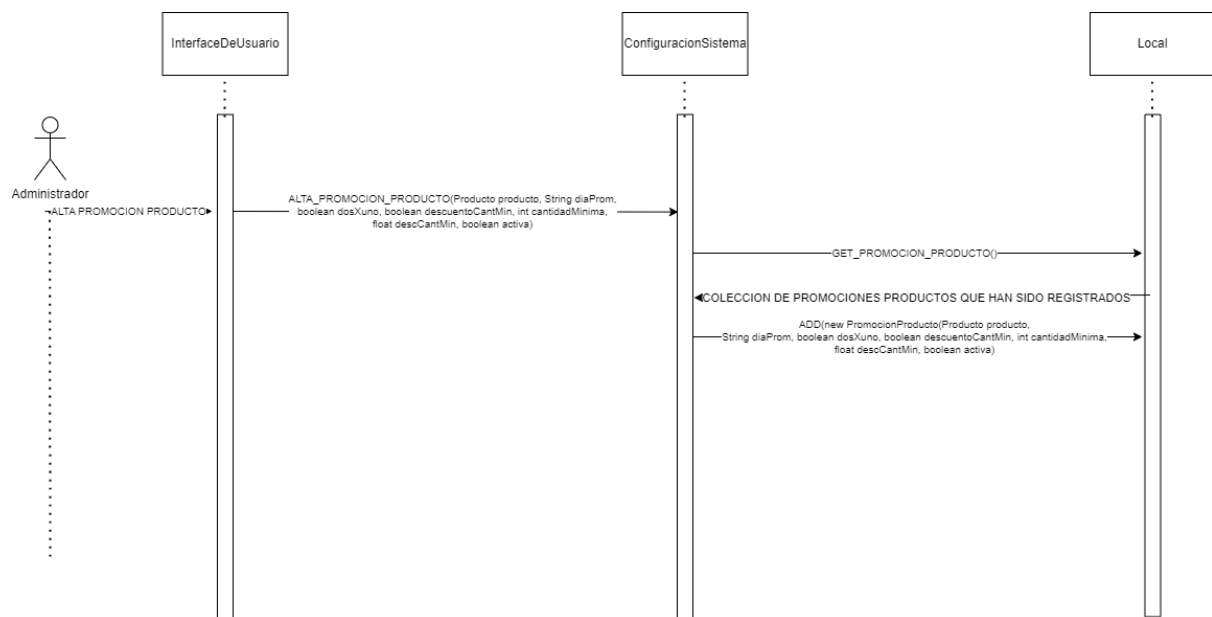 InterfaceDeUsuario
ConfiguracionSistema
Local
Administrador
ALTA PROMOCION PRODUCTO
ALTA_PROMOCION_PRODUCTO(Producto producto, String diaProm,
boolean dosXuno, boolean descuentoCantMin, int cantidadMinima,
float descCantMin, boolean activa)
GET_PROMOCION_PRODUCTO()
COLECCION DE PROMOCIONES PRODUCTOS QUE HAN SIDO REGISTRADOS
ADD(new PromocionProducto(Producto producto,
String diaProm, boolean dosXuno, boolean descuentoCantMin, int cantidadMinima,
float descCantMin, boolean activa)